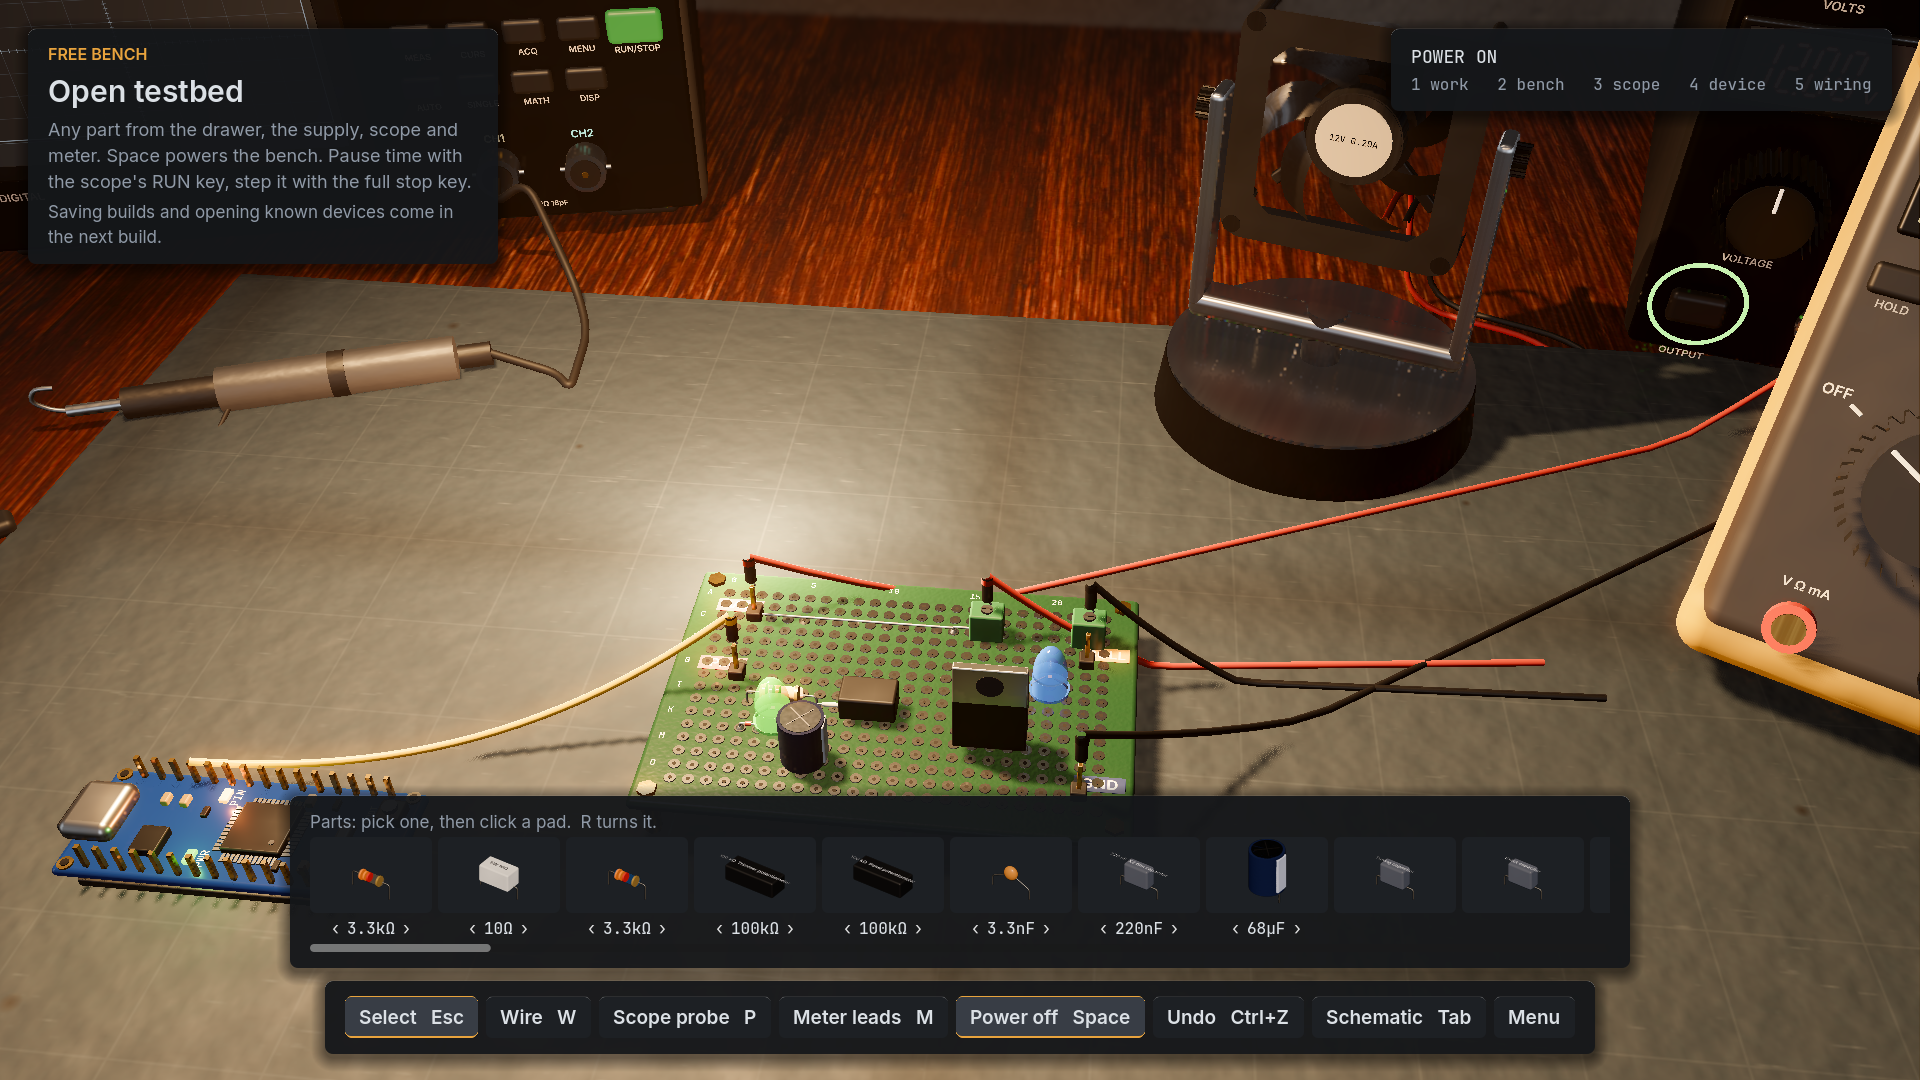 FREE BENCH
Open testbed
Any part from the drawer, the supply, scope and
meter. Space powers the bench. Pause time with
the scope's RUN key, step it with the full stop key.
Saving builds and opening known devices come in
the next build.
ACQ
MENU
RUN/STOP
MATH
DISP
CH2
POWER ON
1 work 2 bench 3 scope 4 device 5 wiring
VOLTS
12V 0.20A
VOLTAGE
OUTPUT
HOLD
OFF
V Ω mA
GND
Parts: pick one, then click a pad. R turns it.
‹ 3.3kΩ ›
‹ 10Ω ›
‹ 3.3kΩ ›
‹ 100kΩ ›
‹ 100kΩ ›
‹ 3.3nF ›
‹ 220nF ›
‹ 68µF ›
Select Esc
Wire W
Scope probe P
Meter leads M
Power off Space
Undo Ctrl+Z
Schematic Tab
Menu